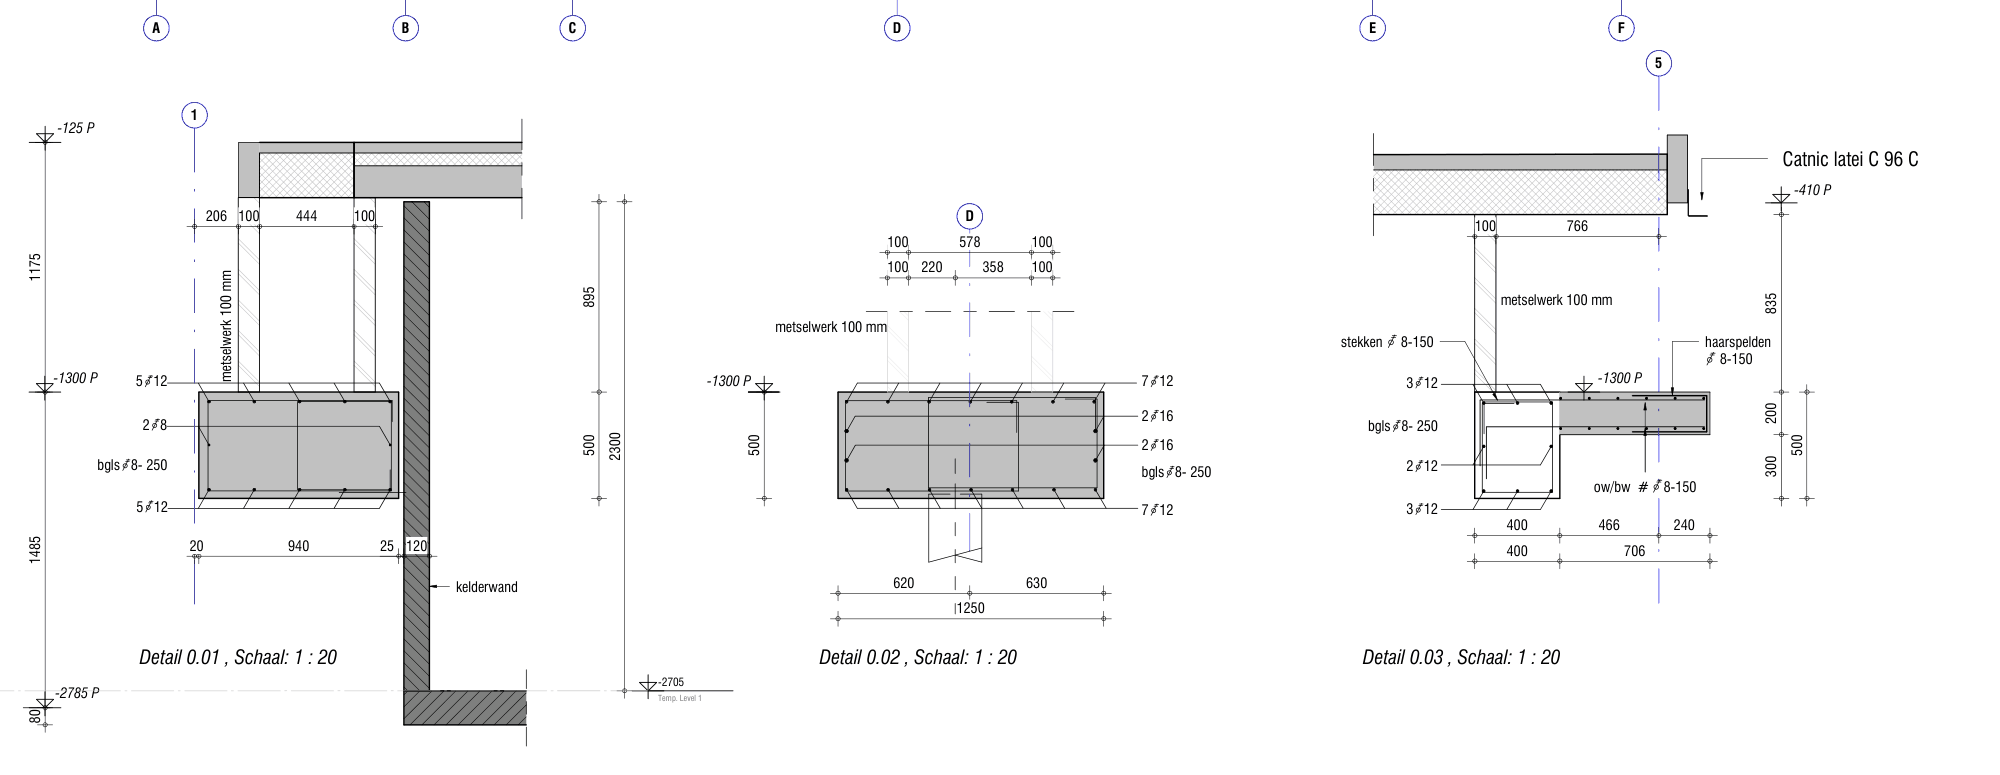 A
B
C
D
E
F
1
-125 P
206
100
444
100
1175
metselwerk 100 mm
-1300 P
5 12
2 8
bgls 8- 250
5 12
20
940
25
120
1485
kelderwand
895
500
2300
Detail 0.01 , Schaal: 1 : 20
-2785 P
80
-2705
Temp. Level 1
D
100
578
100
100
220
358
100
metselwerk 100 mm
-1300 P
7 12
2 16
2 16
500
bgls 8- 250
7 12
620
630
1250
Detail 0.02 , Schaal: 1 : 20
5
Catnic latei C 96 C
-410 P
100
766
metselwerk 100 mm
835
stekken 8-150
haarspelden
8-150
3 12
-1300 P
bgls 8- 250
200
500
2 12
300
ow/bw # 8-150
3 12
400
466
240
400
706
Detail 0.03 , Schaal: 1 : 20